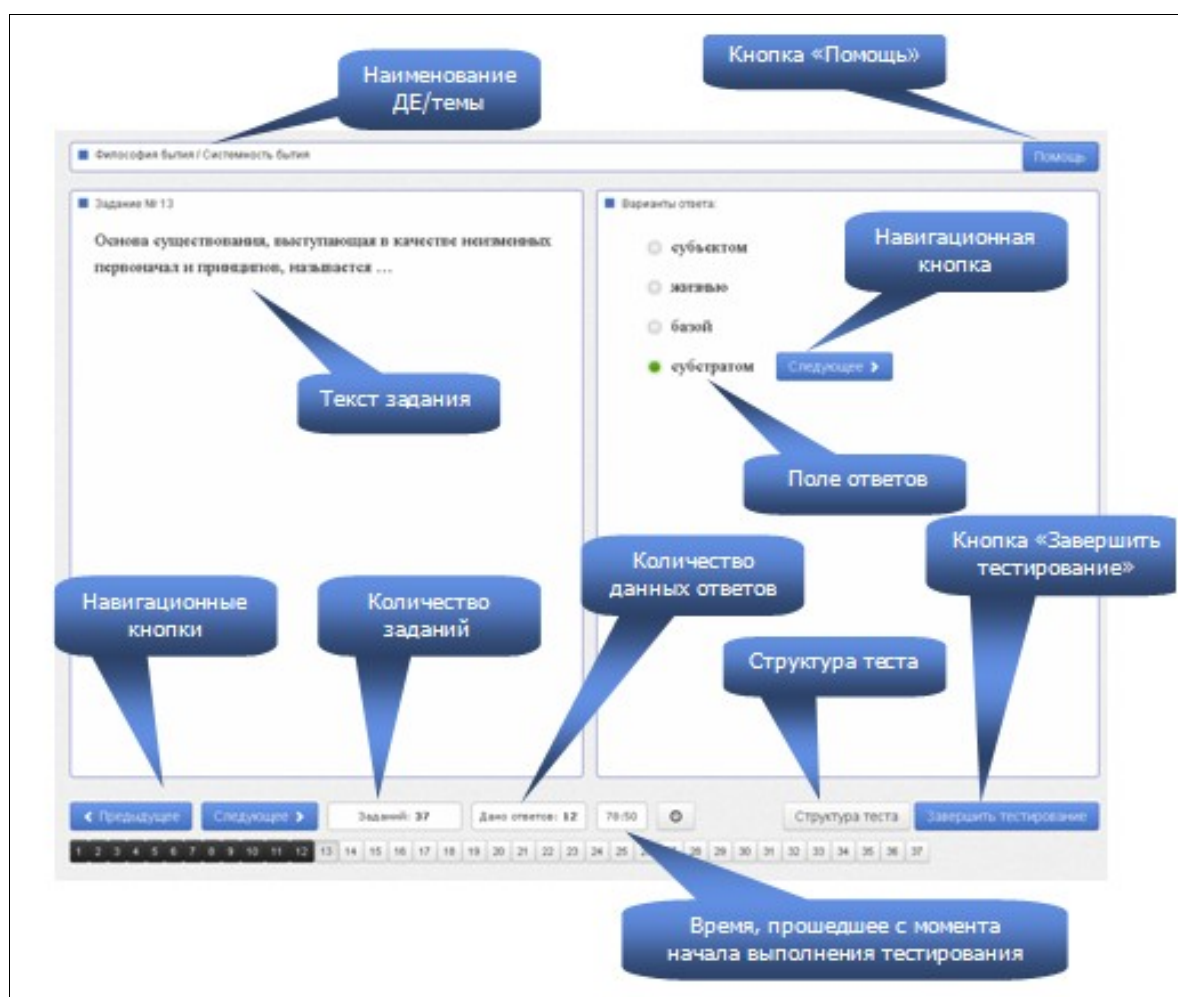 Кнопка «Помощь»
Наименование
ДЕ/темы
Философия бытия / Системность бытия
Помощь
Задание № 13
Основа существования, выступающая в качестве неизменных
первоначал и принципов, называется …
Текст задания
Варианты ответа:
субъектом
жизнью
базой
субстратом
Следующее
Навигационная
кнопка
Поле ответов
Кнопка «Завершить
тестирование»
Количество
данных ответов
Навигационные
кнопки
Количество
заданий
Структура теста
Предыдущее
Следующее
Заданий: 37
Дано ответов: 12
78:50
Структура теста
Завершить тестирование
1 2 3 4 5 6 7 8 9 10 11 12 13 14 15 16 17 18 19 20 21 22 23 24 25 28 29 30 31 32 33 34 35 36 37
Время, прошедшее с момента
начала выполнения тестирования